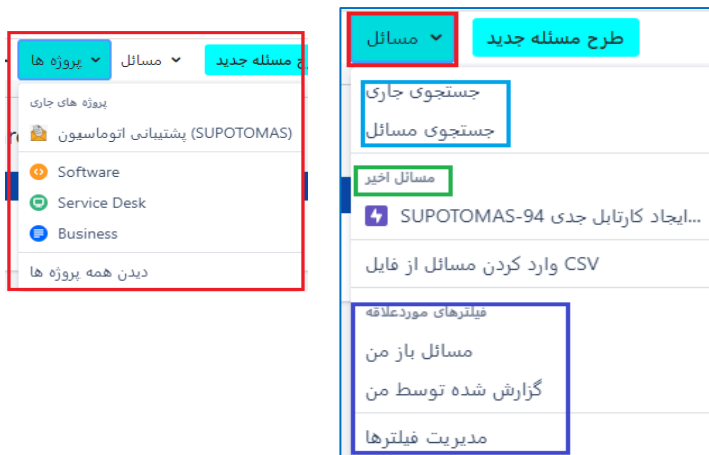 پروژه ها
مسائل
مسئله جدید
پروژه های جاری
پشتیبانی اتوماسیون (SUPOTOMAS)
Software
Service Desk
Business
دیدن همه پروژه ها
مسائل
طرح مسئله جدید
جستجوی جاری
جستجوی مسائل
مسائل اخیر
SUPOTOMAS-94 ایجاد کارتابل جدی...
وارد کردن مسائل از فایل CSV
فیلترهای موردعلاقه
مسائل باز من
گزارش شده توسط من
مدیریت فیلترها